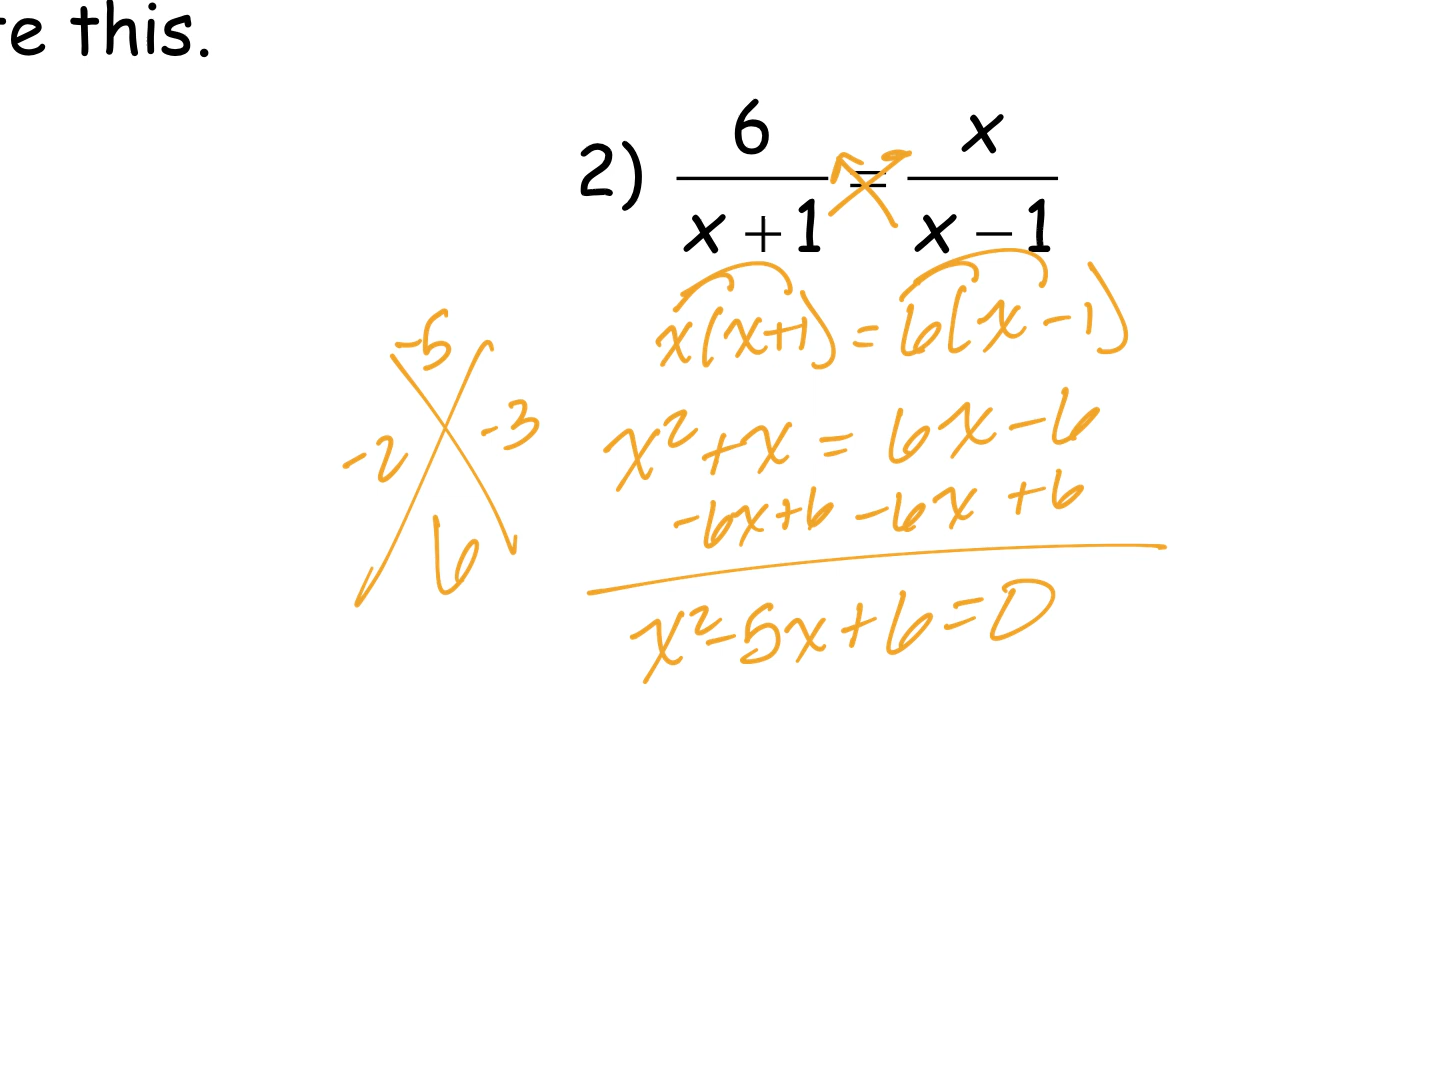 te this.
2) 6/(x + 1) = x/(x − 1)
x(x+1) = 6(x-1)
x²+x = 6x-6
-6x+6 -6x +6
x²-5x+6=0
-5
-2 -3
6